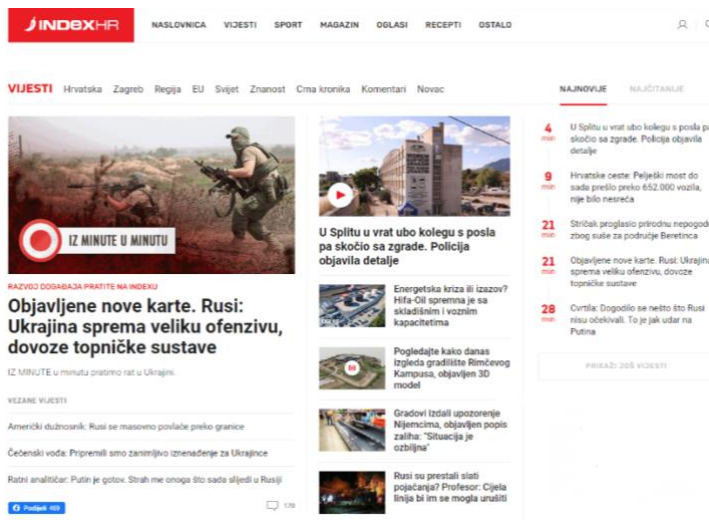 INDEXHR
NASLOVNICA VIJESTI SPORT MAGAZIN OGLASI RECEPTI OSTALO
VIJESTI Hrvatska Zagreb Regija EU Svijet Znanost Crna kronika Komentari Novac
IZ MINUTE U MINUTU
RAZVOJ DOGAĐAJA PRATITE NA INDEXU
Objavljene nove karte. Rusi:
Ukrajina sprema veliku ofenzivu,
dovoze topničke sustave
IZ MINUTE u minutu pratimo rat u Ukrajini.
VEZANE VIJESTI
Američki dužnosnik: Rusi se masovno povlače preko granice
Čečenski vođa: Pripremili smo zanimljivo iznenađenje za Ukrajince
Ratni analitičar: Putin je gotov. Strah me onoga što sada slijedi u Rusiji
Podijeli 469
170
U Splitu u vrat ubo kolegu s posla
pa skočio sa zgrade. Policija
objavila detalje
Energetska kriza ili izazov?
Hifa-Oil spremna je sa
skladišnim i voznim
kapacitetima
Pogledajte kako danas
izgleda gradilište Rimčevog
Kampusa, objavljen 3D
model
Gradovi izdali upozorenje
Nijemcima, objavljen popis
zaliha: "Situacija je
ozbiljna"
Rusi su prestali slati
pojačanja? Profesor: Cijela
linija bi im se mogla urušiti
NAJNOVIJE NAJČITANIJE
4 min
U Splitu u vrat ubo kolegu s posla pa
skočio sa zgrade. Policija objavila
detalje
9 min
Hrvatske ceste: Pelješki most do
sada prešlo preko 652.000 vozila,
nije bilo nesreća
21 min
Stričak proglasio prirodnu nepogodu
zbog suše za područje Beretinca
21 min
Objavljene nove karte. Rusi: Ukrajina
sprema veliku ofenzivu, dovoze
topničke sustave
28 min
Cvrtila: Dogodilo se nešto što Rusi
nisu očekivali. To je jak udar na
Putina
PRIKAŽI JOŠ VIJESTI